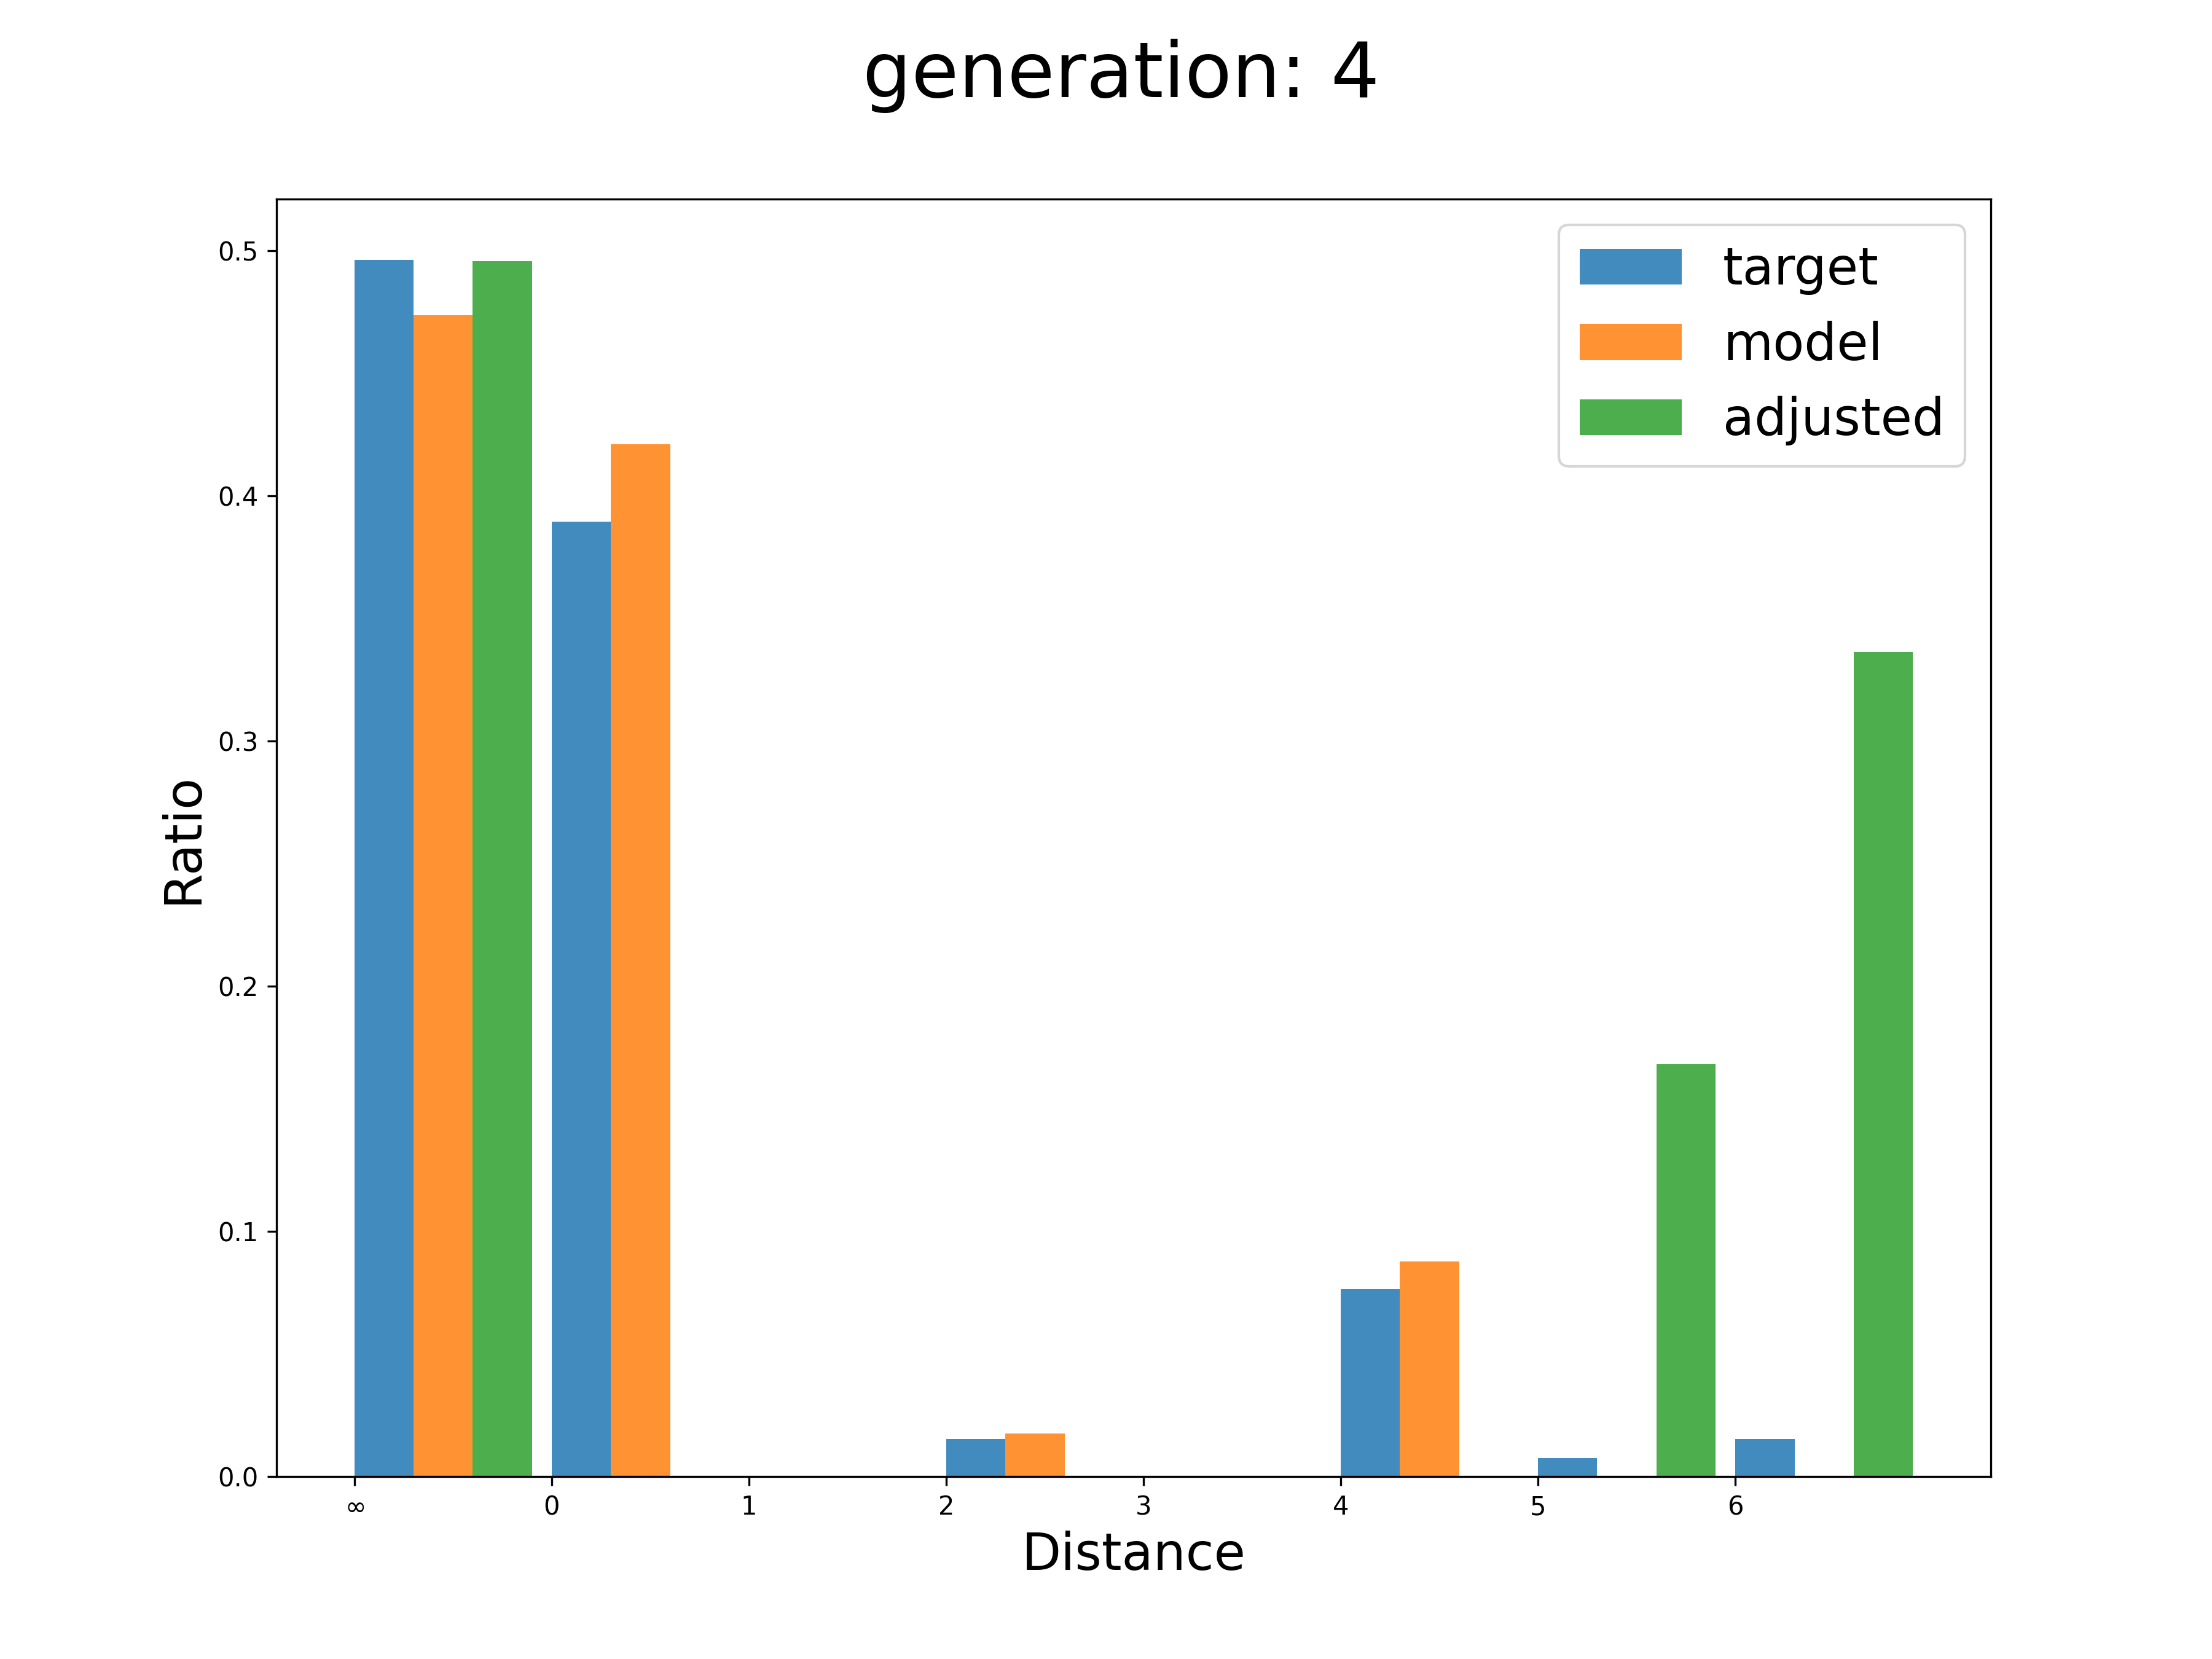 generation: 4
target
model
adjusted
0.5
0.4
0.3
0.2
0.1
0.0
Ratio
∞ 0 1 2 3 4 5 6
Distance